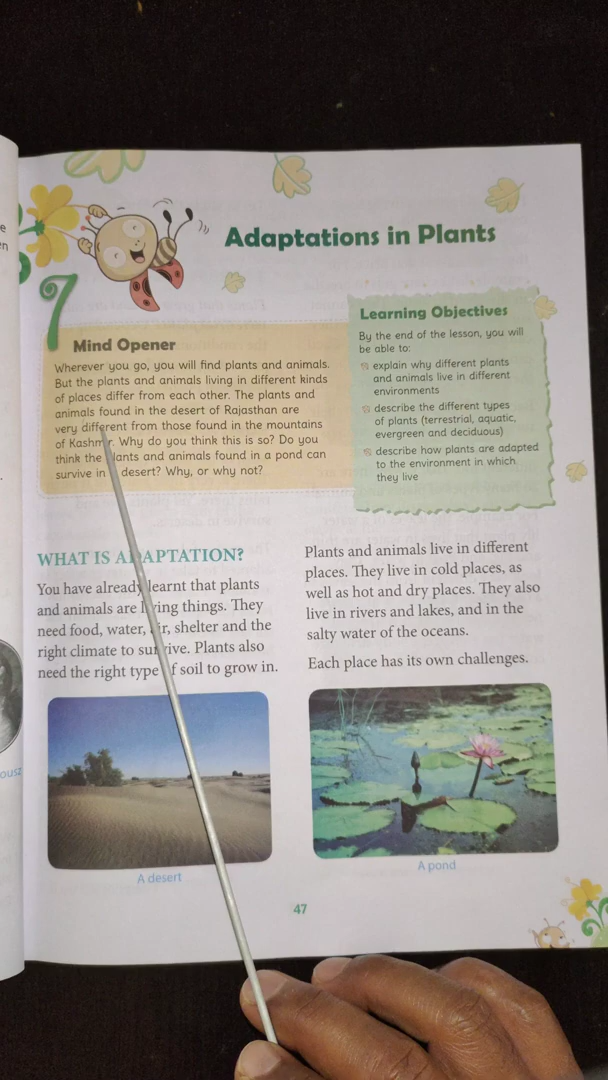 Adaptations in Plants
7
Mind Opener
Wherever you go, you will find plants and animals.
But the plants and animals living in different kinds
of places differ from each other. The plants and
animals found in the desert of Rajasthan are
very different from those found in the mountains
of Kashmir. Why do you think this is so? Do you
think the plants and animals found in a pond can
survive in desert? Why, or why not?
Learning Objectives
By the end of the lesson, you will
be able to:
explain why different plants
and animals live in different
environments
describe the different types
of plants (terrestrial, aquatic,
evergreen and deciduous)
describe how plants are adapted
to the environment in which
they live
WHAT IS ADAPTATION?
You have already learnt that plants
and animals are living things. They
need food, water, air, shelter and the
right climate to survive. Plants also
need the right type of soil to grow in.
A desert
Plants and animals live in different
places. They live in cold places, as
well as hot and dry places. They also
live in rivers and lakes, and in the
salty water of the oceans.
Each place has its own challenges.
A pond
47